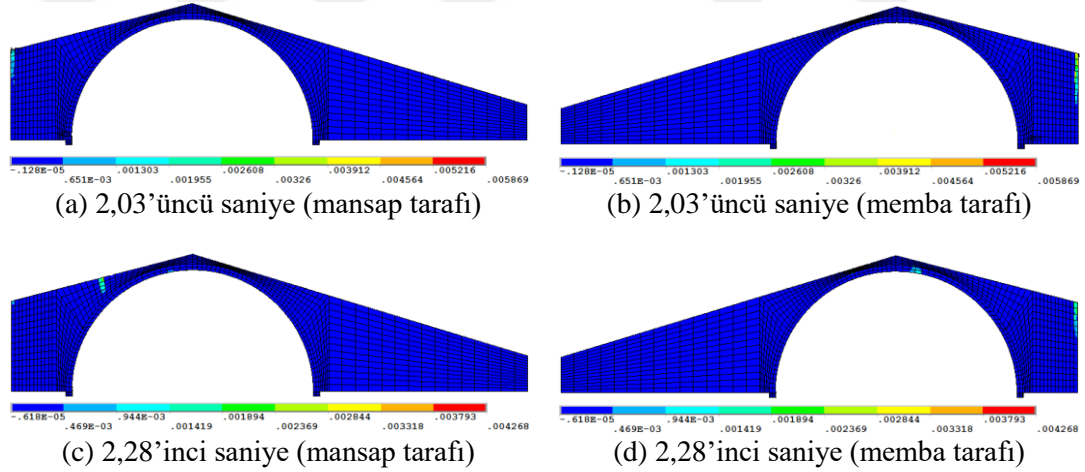 -.128E-05 .001303 .002608 .003912 .005216
.651E-03 .001955 .00326 .004564 .005869
(a) 2,03’üncü saniye (mansap tarafı)
-.128E-05 .001303 .002608 .003912 .005216
.651E-03 .001955 .00326 .004564 .005869
(b) 2,03’üncü saniye (memba tarafı)
-.618E-05 .944E-03 .001894 .002844 .003793
.469E-03 .001419 .002369 .003318 .004268
(c) 2,28’inci saniye (mansap tarafı)
-.618E-05 .944E-03 .001894 .002844 .003793
.469E-03 .001419 .002369 .003318 .004268
(d) 2,28’inci saniye (memba tarafı)